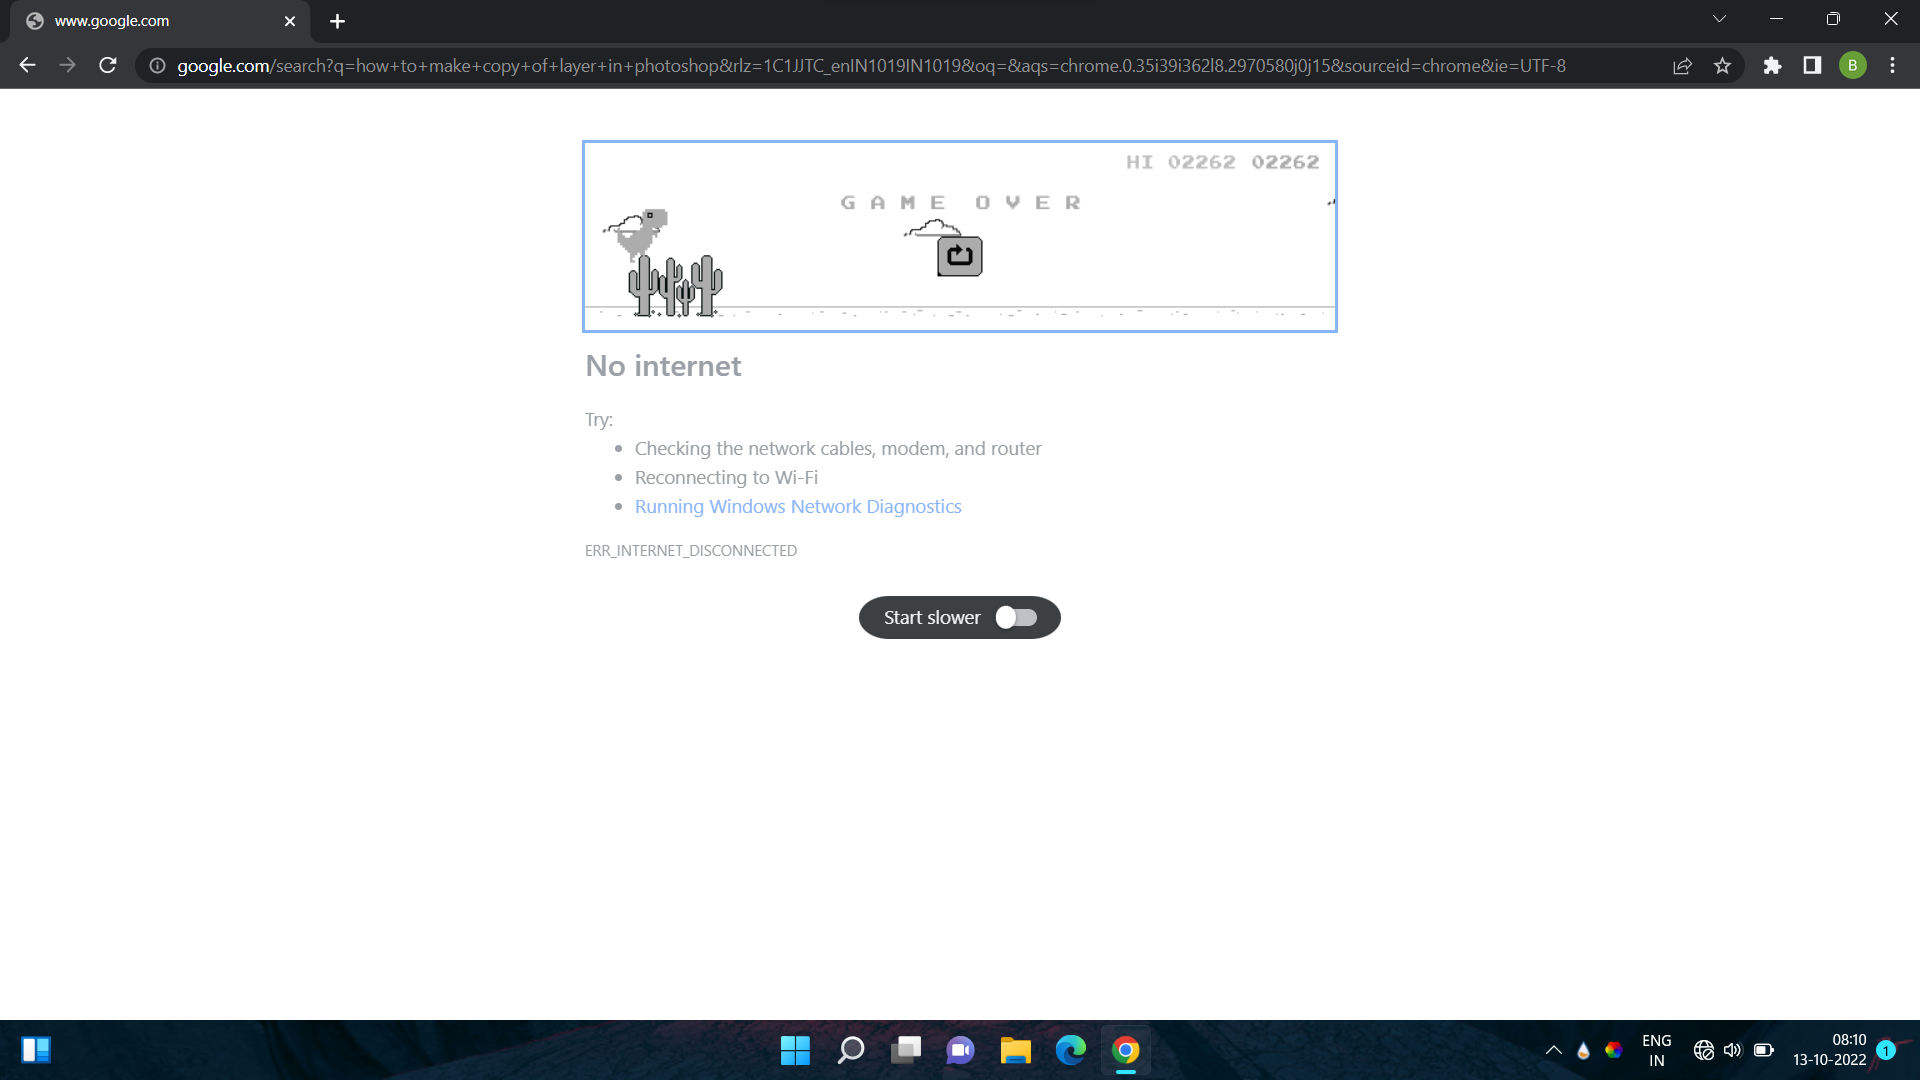 www.google.com
google.com/search?q=how+to+make+copy+of+layer+in+photoshop&rlz=1C1JJTC_enIN1019IN1019&oq=&aqs=chrome.0.35i39i362l8.2970580j0j15&sourceid=chrome&ie=UTF-8
B
HI 02262 02262
GAME OVER
No internet
Try:
Checking the network cables, modem, and router
Reconnecting to Wi-Fi
Running Windows Network Diagnostics
ERR_INTERNET_DISCONNECTED
Start slower
ENG
IN
08:10
13-10-2022
1